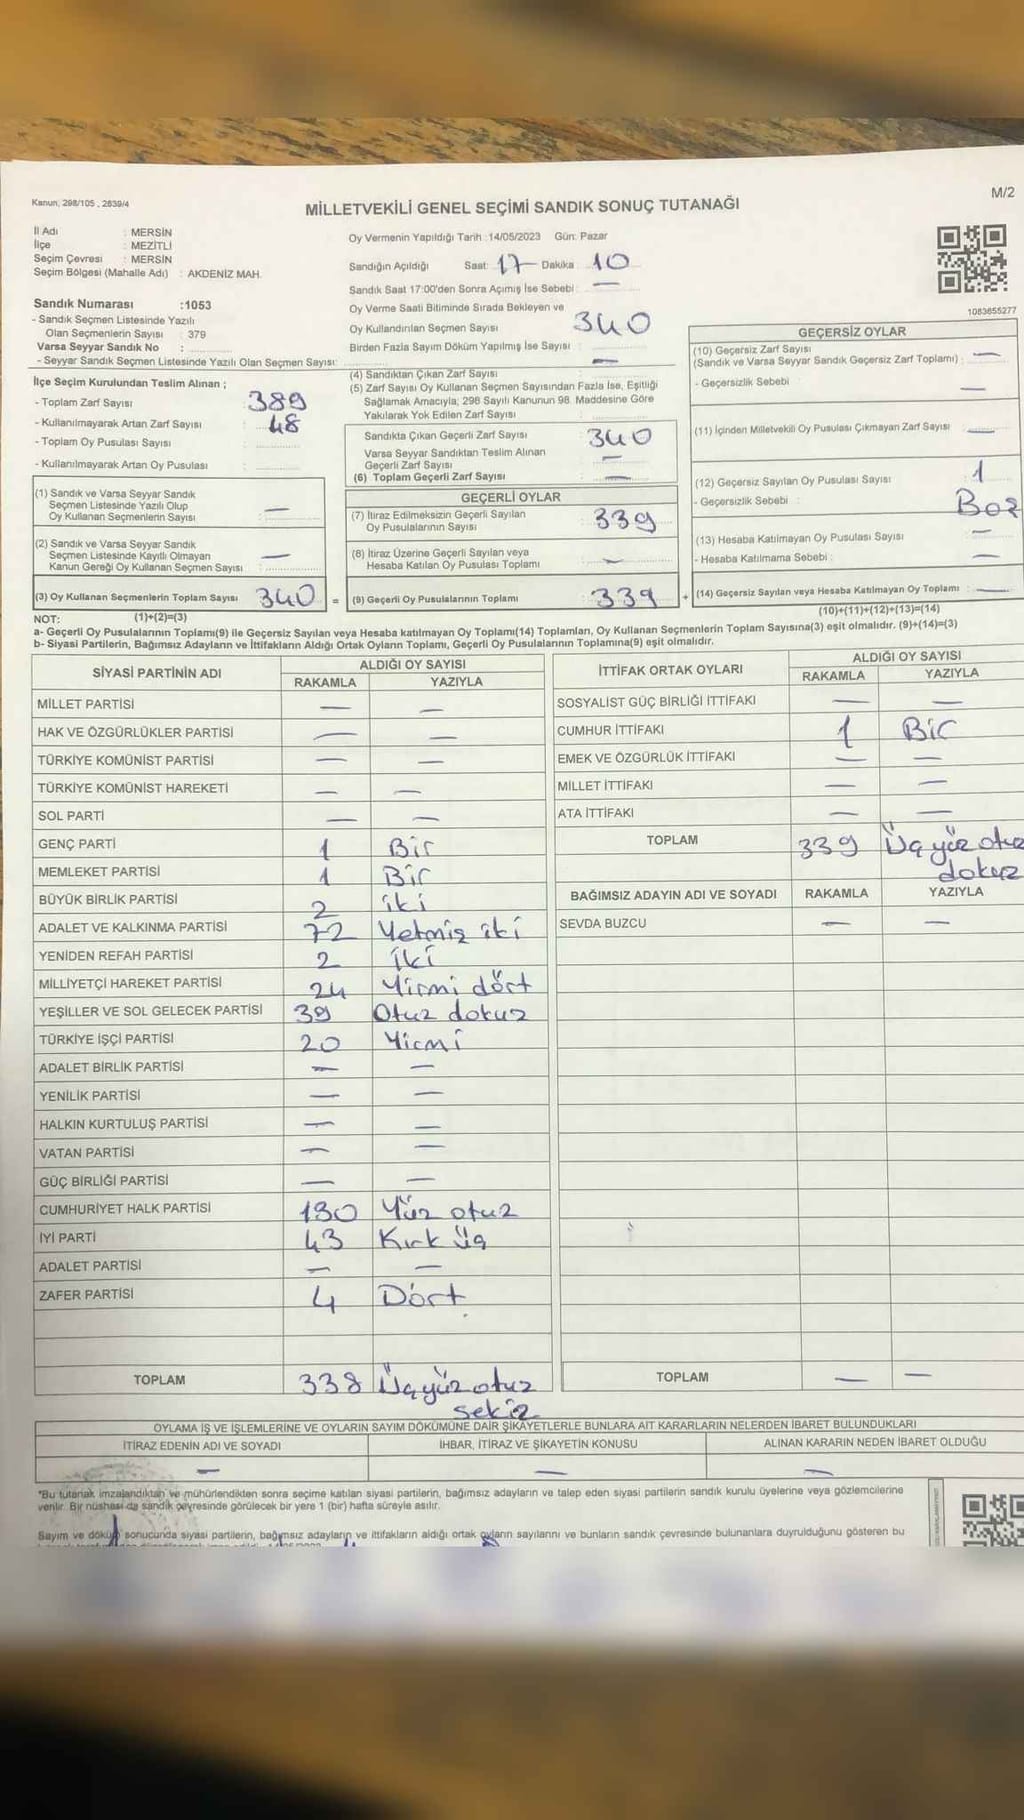 Kanun, 298/105 , 2839/4
M/2
MİLLETVEKİLİ GENEL SEÇİMİ SANDIK SONUÇ TUTANAĞI
İl Adı : MERSİN
İlçe : MEZİTLİ
Seçim Çevresi : MERSİN
Seçim Bölgesi (Mahalle Adı) : AKDENİZ MAH.
Sandık Numarası :1053
- Sandık Seçmen Listesinde Yazılı
Olan Seçmenlerin Sayısı : 379
Varsa Seyyar Sandık No :
- Seyyar Sandık Seçmen Listesinde Yazılı Olan Seçmen Sayısı:
Oy Vermenin Yapıldığı Tarih :14/05/2023 Gün: Pazar
Sandığın Açıldığı Saat: 17 Dakika : 10
Sandık Saat 17:00'den Sonra Açımış İse Sebebi : —
Oy Verme Saati Bitiminde Sırada Bekleyen ve
Oy Kullandırılan Seçmen Sayısı 340
Birden Fazla Sayım Döküm Yapılmış İse Sayısı : —
1083655277
İlçe Seçim Kurulundan Teslim Alınan ;
- Toplam Zarf Sayısı 389
- Kullanılmayarak Artan Zarf Sayısı : 48
- Toplam Oy Pusulası Sayısı :
- Kullanılmayarak Artan Oy Pusulası :
(1) Sandık ve Varsa Seyyar Sandık
Seçmen Listesinde Yazılı Olup
Oy Kullanan Seçmenlerin Sayısı : —
(2) Sandık ve Varsa Seyyar Sandık
Seçmen Listesinde Kayıtlı Olmayan
Kanun Gereği Oy Kullanan Seçmen Sayısı : —
(3) Oy Kullanan Seçmenlerin Toplam Sayısı 340 =
(4) Sandıktan Çıkan Zarf Sayısı :
(5) Zarf Sayısı Oy Kullanan Seçmen Sayısından Fazla İse, Eşitliği
Sağlamak Amacıyla; 298 Sayılı Kanunun 98. Maddesine Göre
Yakılarak Yok Edilen Zarf Sayısı :
Sandıkta Çıkan Geçerli Zarf Sayısı : 340
Varsa Seyyar Sandıktan Teslim Alınan
Geçerli Zarf Sayısı : —
(6) Toplam Geçerli Zarf Sayısı : —
GEÇERLİ OYLAR
(7) İtiraz Edilmeksizin Geçerli Sayılan
Oy Pusulalarının Sayısı : 339
(8) İtiraz Üzerine Geçerli Sayılan veya
Hesaba Katılan Oy Pusulası Toplamı : —
(9) Geçerli Oy Pusulalarının Toplamı : 339 +
GEÇERSİZ OYLAR
(10) Geçersiz Zarf Sayısı
(Sandık ve Varsa Seyyar Sandık Geçersiz Zarf Toplamı) : —
- Geçersizlik Sebebi : —
(11) İçinden Milletvekili Oy Pusulası Çıkmayan Zarf Sayısı : —
(12) Geçersiz Sayılan Oy Pusulası Sayısı : 1
- Geçersizlik Sebebi : Boş
(13) Hesaba Katılmayan Oy Pusulası Sayısı : —
- Hesaba Katılmama Sebebi : —
(14) Geçersiz Sayılan veya Hesaba Katılmayan Oy Toplamı : —
NOT: (1)+(2)=(3)
(10)+(11)+(12)+(13)=(14)
a- Geçerli Oy Pusulalarının Toplamı(9) ile Geçersiz Sayılan veya Hesaba katılmayan Oy Toplamı(14) Toplamları, Oy Kullanan Seçmenlerin Toplam Sayısına(3) eşit olmalıdır. (9)+(14)=(3)
b- Siyasi Partilerin, Bağımsız Adayların ve İttifakların Aldığı Ortak Oyların Toplamı, Geçerli Oy Pusulalarının Toplamına(9) eşit olmalıdır.
SİYASİ PARTİNİN ADI ALDIĞI OY SAYISI
RAKAMLA YAZIYLA
MİLLET PARTİSİ — —
HAK VE ÖZGÜRLÜKLER PARTİSİ — —
TÜRKİYE KOMÜNİST PARTİSİ — —
TÜRKİYE KOMÜNİST HAREKETİ — —
SOL PARTİ — —
GENÇ PARTİ 1 Bir
MEMLEKET PARTİSİ 1 Bir
BÜYÜK BİRLİK PARTİSİ 2 iki
ADALET VE KALKINMA PARTİSİ 72 Yetmiş iki
YENİDEN REFAH PARTİSİ 2 İki
MİLLİYETÇİ HAREKET PARTİSİ 24 Yirmi dört
YEŞİLLER VE SOL GELECEK PARTİSİ 39 Otuz dokuz
TÜRKİYE İŞÇİ PARTİSİ 20 Yirmi
ADALET BİRLİK PARTİSİ — —
YENİLİK PARTİSİ — —
HALKIN KURTULUŞ PARTİSİ — —
VATAN PARTİSİ — —
GÜÇ BİRLİĞİ PARTİSİ — —
CUMHURİYET HALK PARTİSİ 130 Yüz otuz
İYİ PARTİ 43 Kırk üç
ADALET PARTİSİ — —
ZAFER PARTİSİ 4 Dört
TOPLAM 338 Üçyüz otuz
sekiz
İTTİFAK ORTAK OYLARI ALDIĞI OY SAYISI
RAKAMLA YAZIYLA
SOSYALİST GÜÇ BİRLİĞİ İTTİFAKI — —
CUMHUR İTTİFAKI 1 Bir
EMEK VE ÖZGÜRLÜK İTTİFAKI — —
MİLLET İTTİFAKI — —
ATA İTTİFAKI — —
TOPLAM 339 Üçyüz otuz
dokuz
BAĞIMSIZ ADAYIN ADI VE SOYADI RAKAMLA YAZIYLA
SEVDA BUZCU — —
TOPLAM — —
OYLAMA İŞ VE İŞLEMLERİNE VE OYLARIN SAYIM DÖKÜMÜNE DAİR ŞİKAYETLERLE BUNLARA AİT KARARLARIN NELERDEN İBARET BULUNDUKLARI
İTİRAZ EDENİN ADI VE SOYADI İHBAR, İTİRAZ VE ŞİKAYETİN KONUSU ALINAN KARARIN NEDEN İBARET OLDUĞU
— — —
"Bu tutanak imzalandıktan ve mühürlendikten sonra seçime katılan siyasi partilerin, bağımsız adayların ve talep eden siyasi partilerin sandık kurulu üyelerine veya gözlemcilerine
verilir. Bir nüshası da sandık çevresinde görülecek bir yere 1 (bir) hafta süreyle asılır.
Sayım ve döküm sonucunda siyasi partilerin, bağımsız adayların ve ittifakların aldığı ortak oyların sayılarını ve bunların sandık çevresinde bulunanlara duyrulduğunu gösteren bu